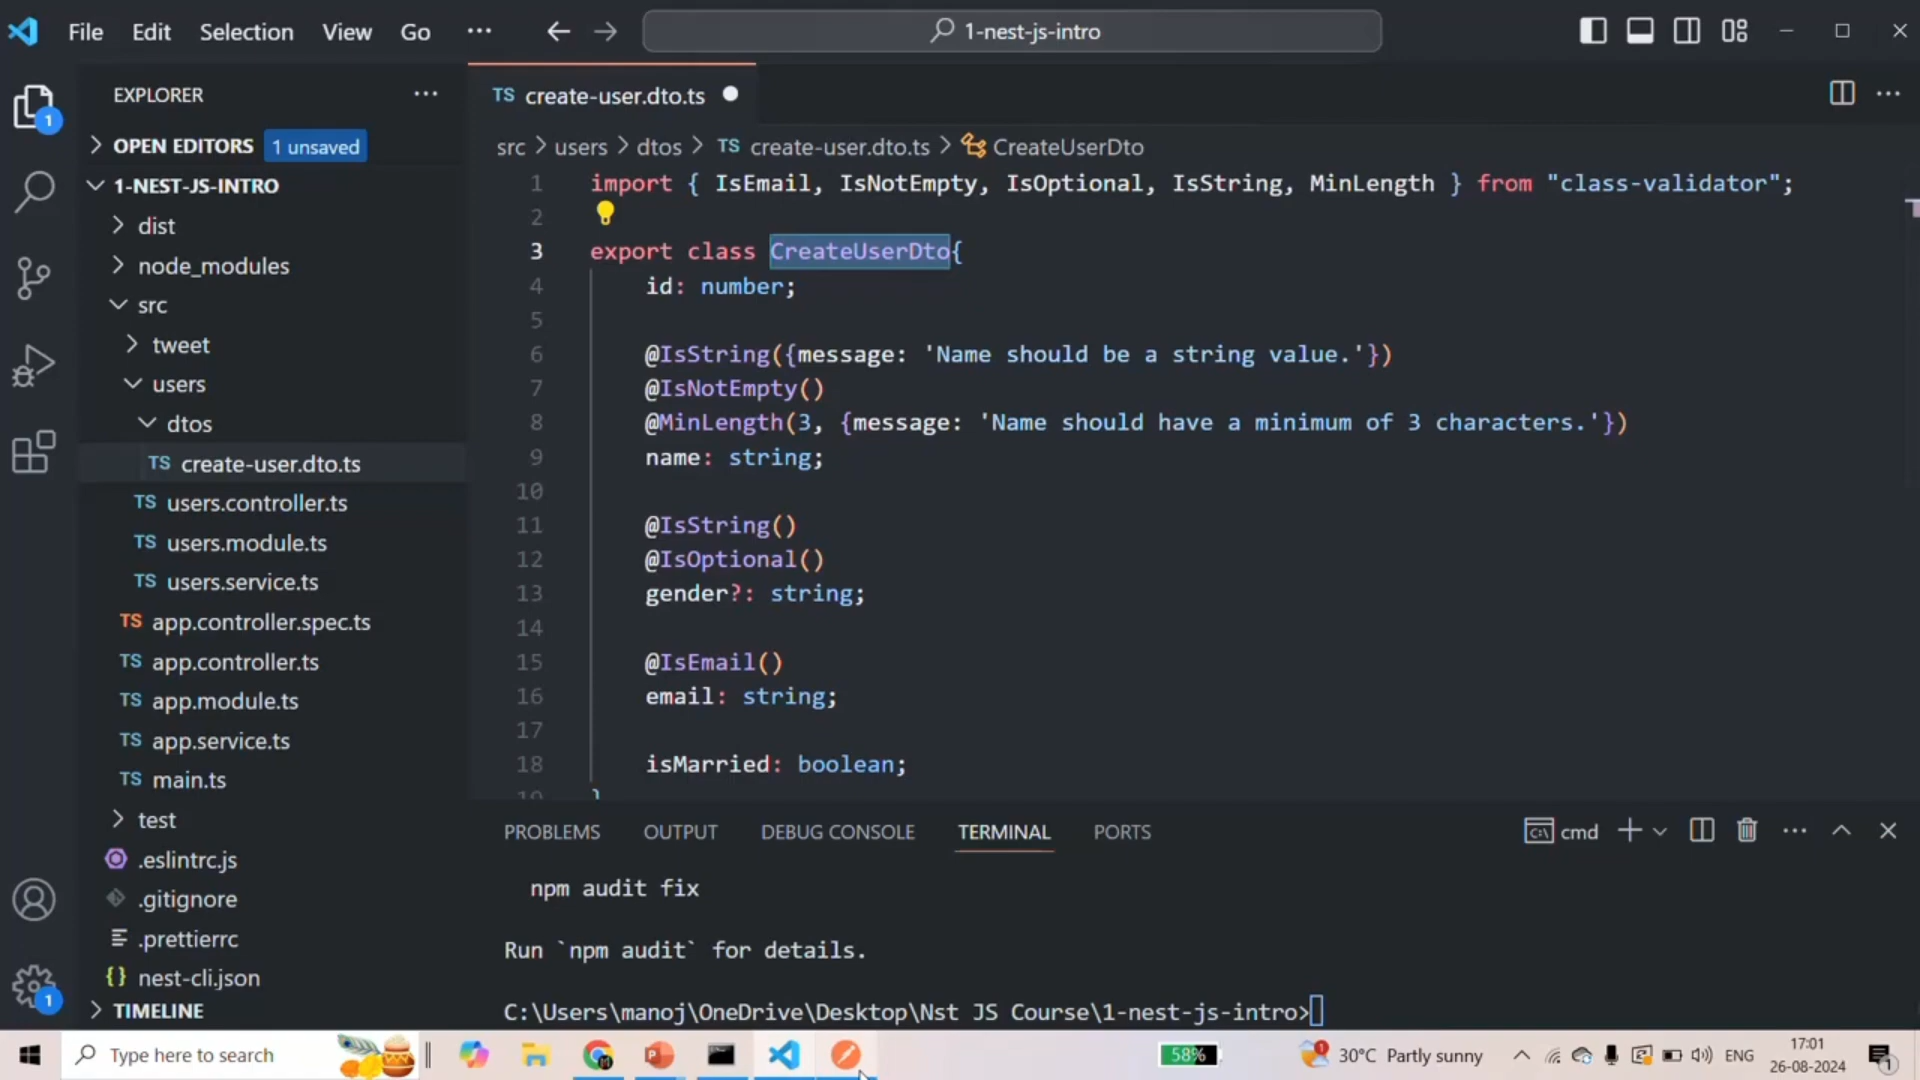 File Edit Selection View Go ··· 1-nest-js-intro
EXPLORER ···
OPEN EDITORS 1 unsaved
1-NEST-JS-INTRO
dist
node_modules
src
tweet
users
dtos
TS create-user.dto.ts
TS users.controller.ts
TS users.module.ts
TS users.service.ts
TS app.controller.spec.ts
TS app.controller.ts
TS app.module.ts
TS app.service.ts
TS main.ts
test
.eslintrc.js
.gitignore
.prettierrc
{} nest-cli.json
TIMELINE
1
1
TS create-user.dto.ts
src > users > dtos > TS create-user.dto.ts > CreateUserDto
1 import { IsEmail, IsNotEmpty, IsOptional, IsString, MinLength } from "class-validator";
2
3 export class CreateUserDto{
4 id: number;
5
6 @IsString({message: 'Name should be a string value.'})
7 @IsNotEmpty()
8 @MinLength(3, {message: 'Name should have a minimum of 3 characters.'})
9 name: string;
10
11 @IsString()
12 @IsOptional()
13 gender?: string;
14
15 @IsEmail()
16 email: string;
17
18 isMarried: boolean;
19 }
PROBLEMS OUTPUT DEBUG CONSOLE TERMINAL PORTS cmd
npm audit fix
Run `npm audit` for details.
C:\Users\manoj\OneDrive\Desktop\Nst JS Course\1-nest-js-intro>
Type here to search 58% 30°C Partly sunny ENG 17:01
26-08-2024